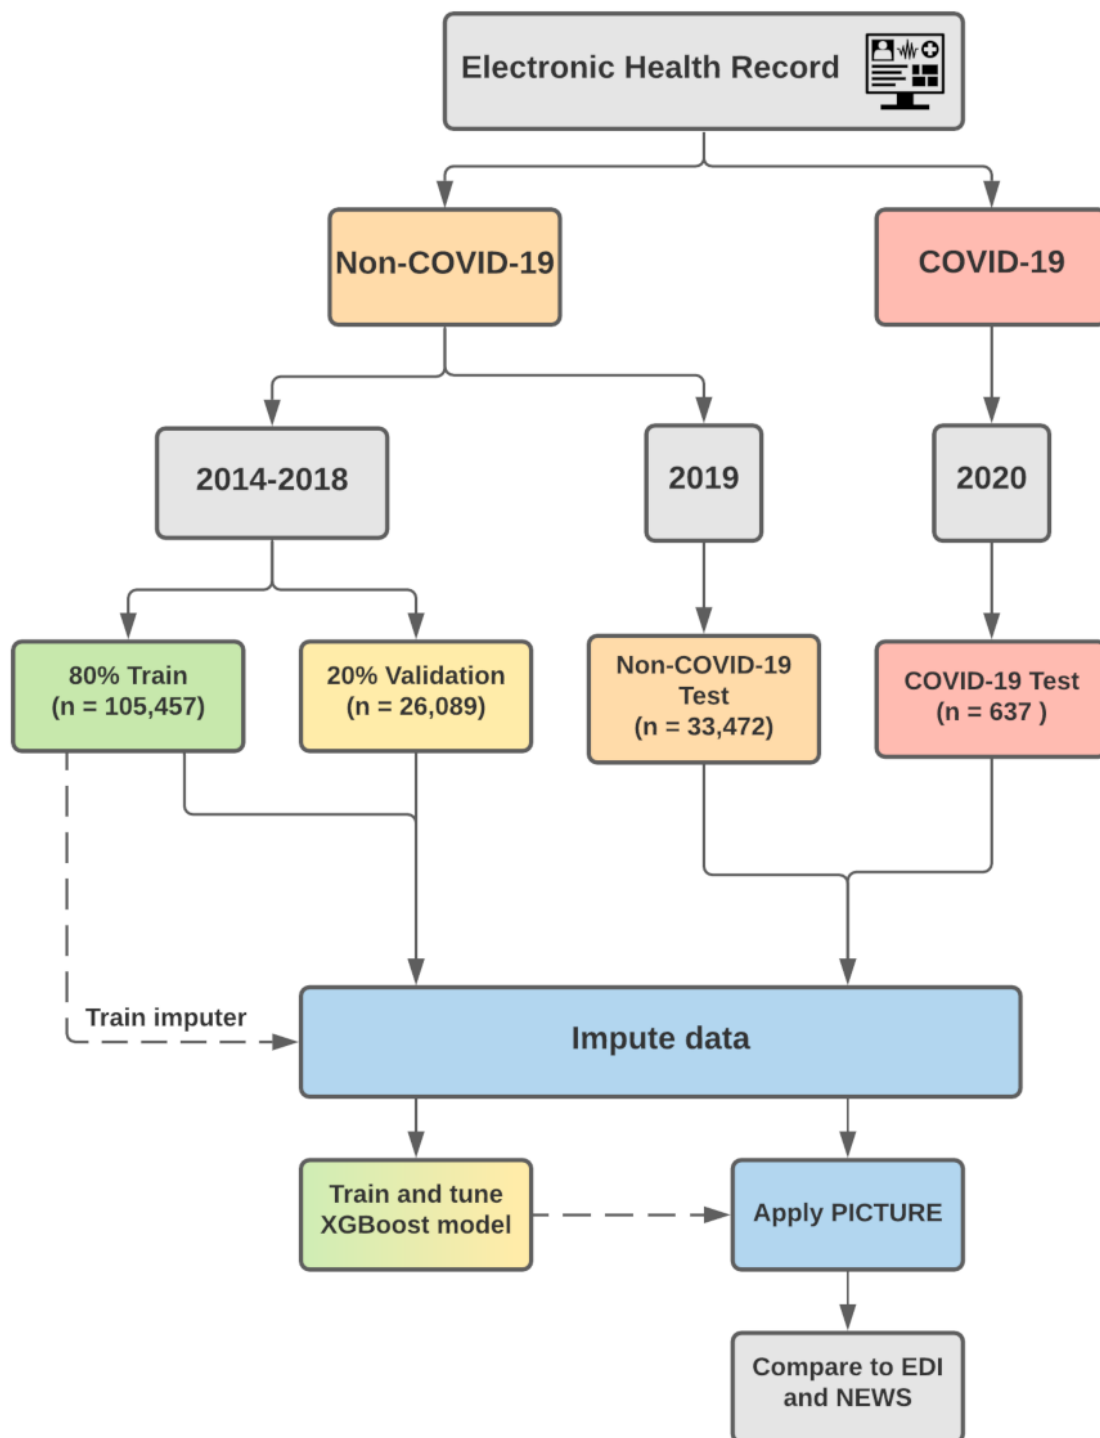 Electronic Health Record
Non-COVID-19
COVID-19
2014-2018
2019
2020
80% Train
(n = 105,457)
20% Validation
(n = 26,089)
Non-COVID-19
Test
(n = 33,472)
COVID-19 Test
(n = 637 )
Train imputer
Impute data
Train and tune
XGBoost model
Apply PICTURE
Compare to EDI
and NEWS